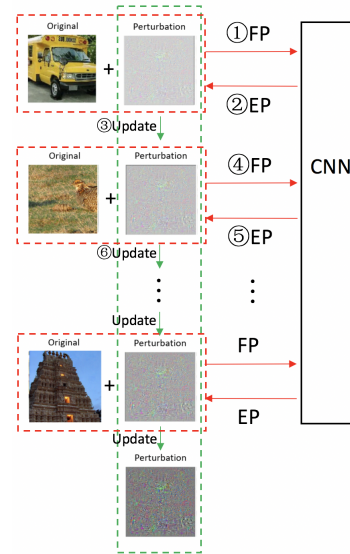 Original Perturbation ①FP
+
②EP
③Update
Original Perturbation ④FP
+
CNN
⑤EP
⑥Update
Update
Original Perturbation FP
+
EP
Update
Perturbation